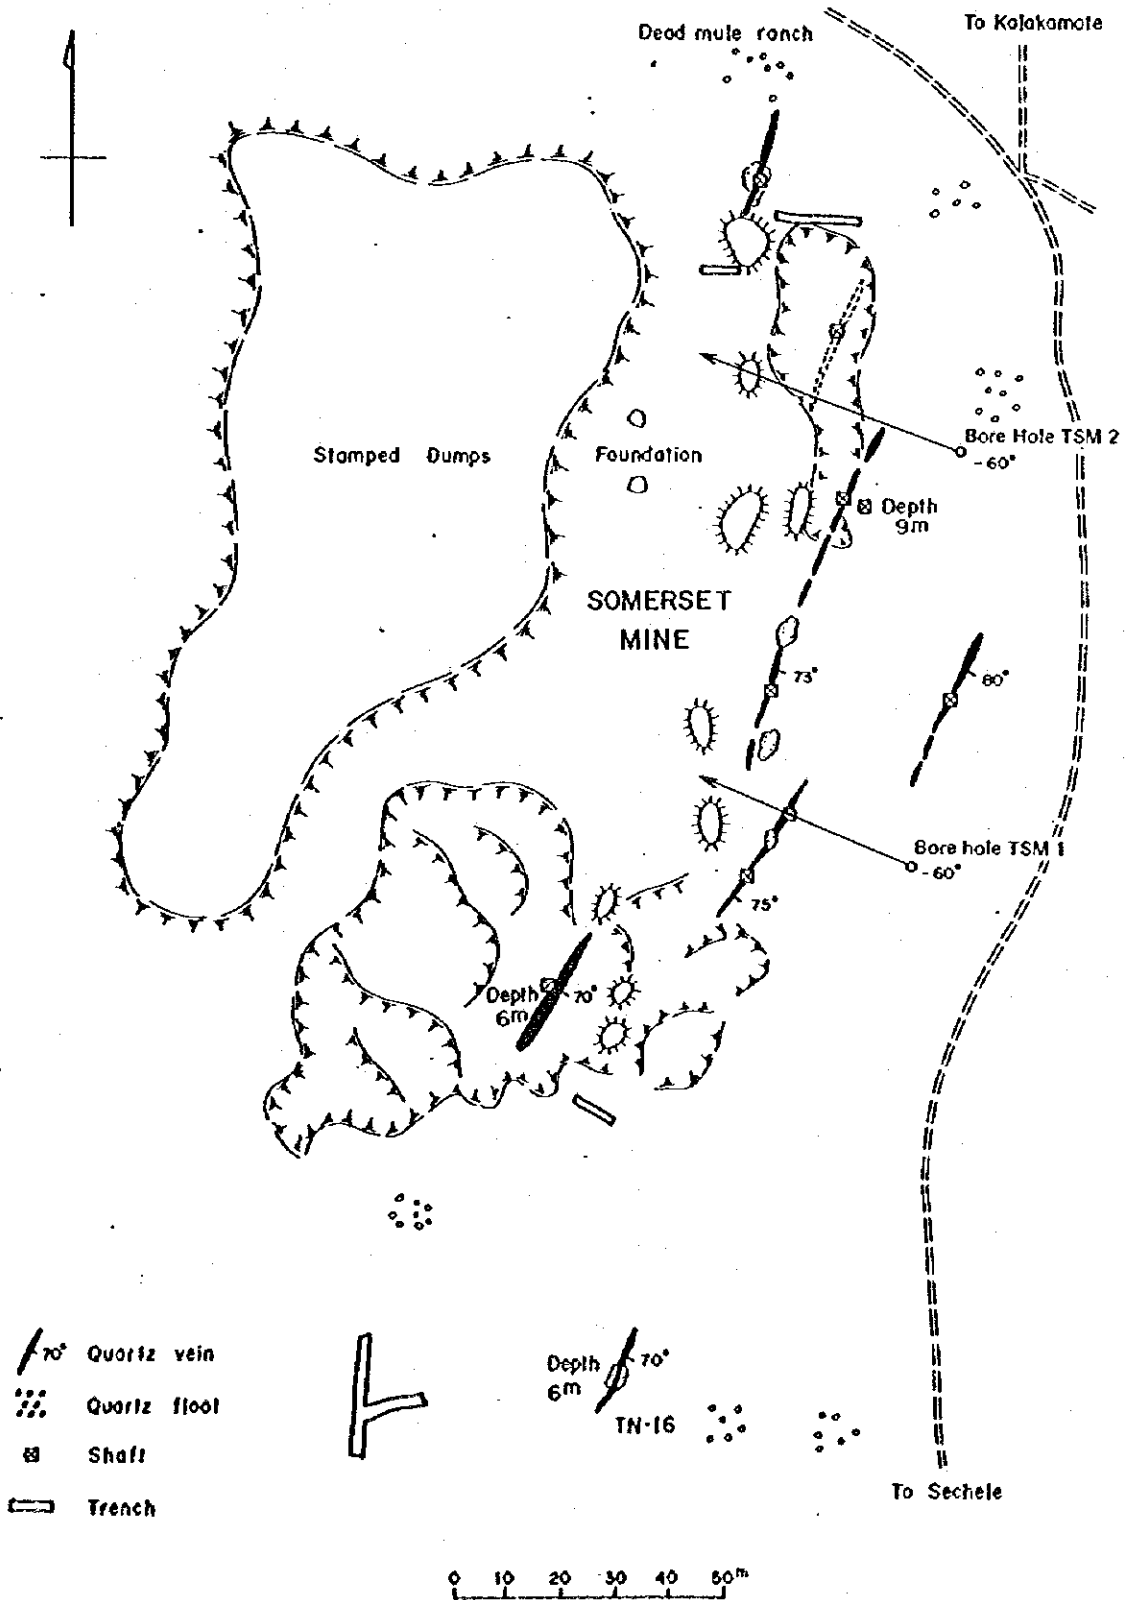 Dead mule ranch
To Kalakamate
Stamped Dumps
Foundation
Bore Hole TSM 2
-60°
Depth
9m
SOMERSET
MINE
73°
80°
Bore hole TSM 1
-60°
75°
Depth
6m
70°
70° Quartz vein
Quartz float
Shaft
Trench
Depth
6m
70°
TN-16
To Sechele
0 10 20 30 40 50m